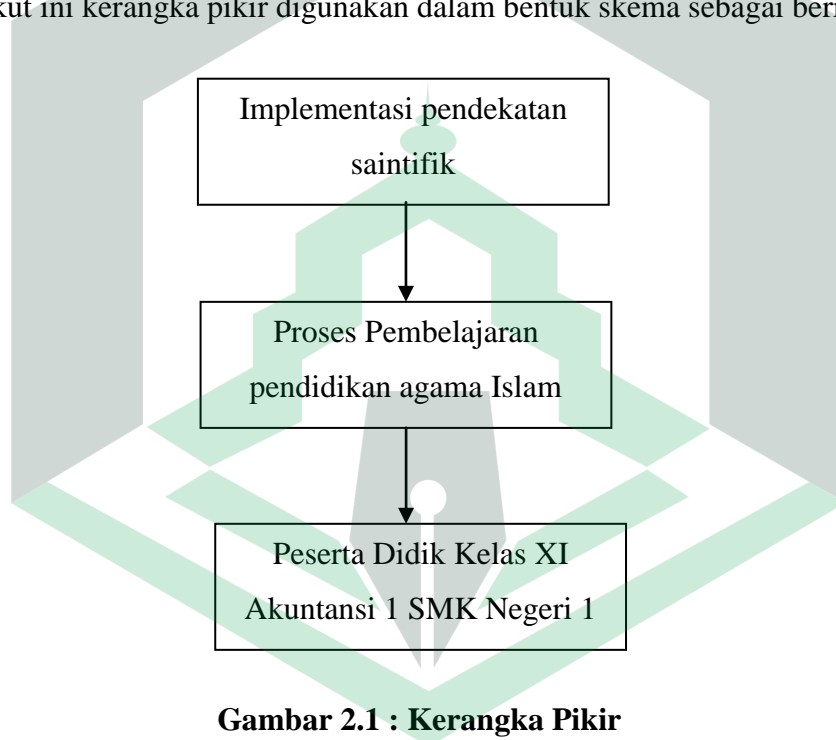 kut ini kerangka pikir digunakan dalam bentuk skema sebagai ber
Implementasi pendekatan
saintifik
Proses Pembelajaran
pendidikan agama Islam
Peserta Didik Kelas XI
Akuntansi 1 SMK Negeri 1
Gambar 2.1 : Kerangka Pikir